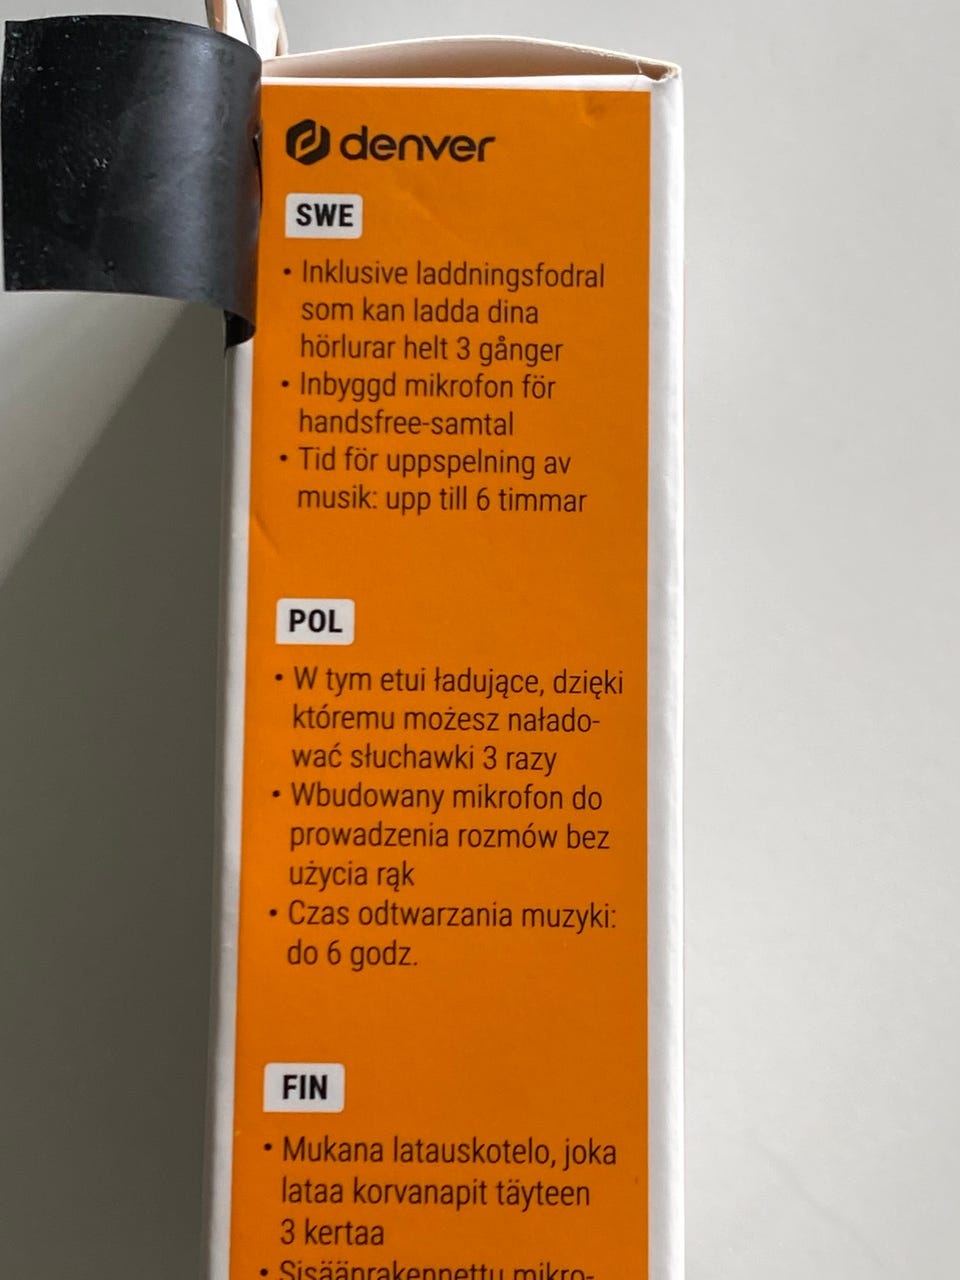 denver
SWE
• Inklusive laddningsfodral
som kan ladda dina
hörlurar helt 3 gånger
• Inbyggd mikrofon för
handsfree-samtal
• Tid för uppspelning av
musik: upp till 6 timmar
POL
• W tym etui ładujące, dzięki
któremu możesz nałado-
wać słuchawki 3 razy
• Wbudowany mikrofon do
prowadzenia rozmów bez
użycia rąk
• Czas odtwarzania muzyki:
do 6 godz.
FIN
• Mukana latauskotelo, joka
lataa korvanapit täyteen
3 kertaa
• Sisäänrakennettu mikro-